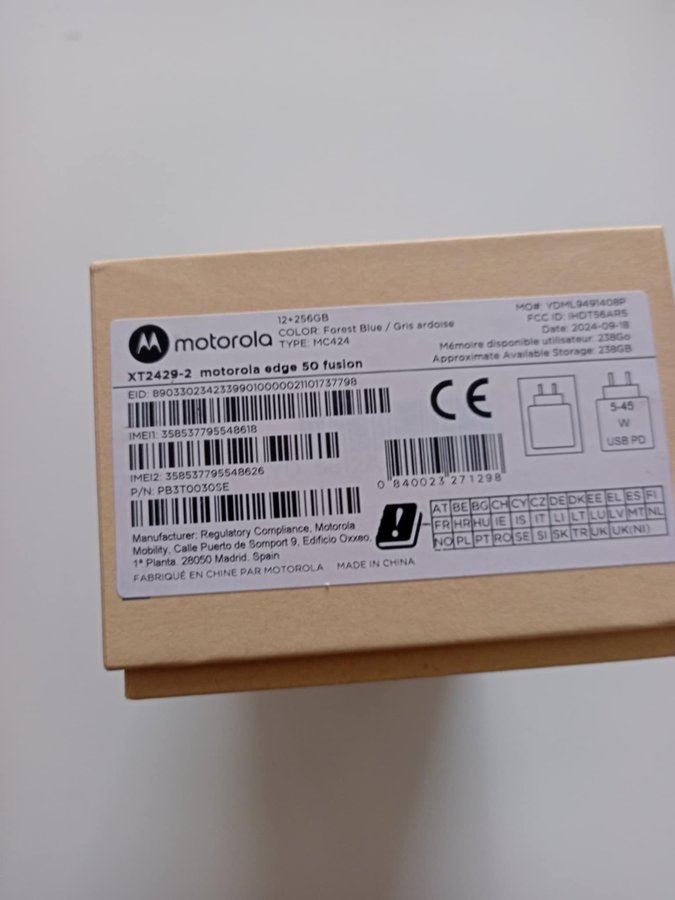 motorola
12+256GB
COLOR: Forest Blue / Gris ardoise
TYPE: MC424
MO#: YDML9491408P
FCC ID: IHDT56AR5
Date: 2024-09-18
Mémoire disponible utilisateur: 238Go
Approximate Available Storage: 238GB
XT2429-2 motorola edge 50 fusion
EID: 89033023423399010000021101737798
IMEI1: 358537795548618
IMEI2: 358537795548626
P/N: PB3T0030SE
CE
5-45
W
USB PD
0 840023 271298
AT BE BG CH CY CZ DE DK EE EL ES FI
FR HR HU IE IS IT LI LT LU LV MT NL
NO PL PT RO SE SI SK TR UK UK(NI)
Manufacturer: Regulatory Compliance, Motorola
Mobility, Calle Puerto de Somport 9, Edificio Oxxeo,
1ª Planta. 28050 Madrid. Spain
FABRIQUÉ EN CHINE PAR MOTOROLA MADE IN CHINA